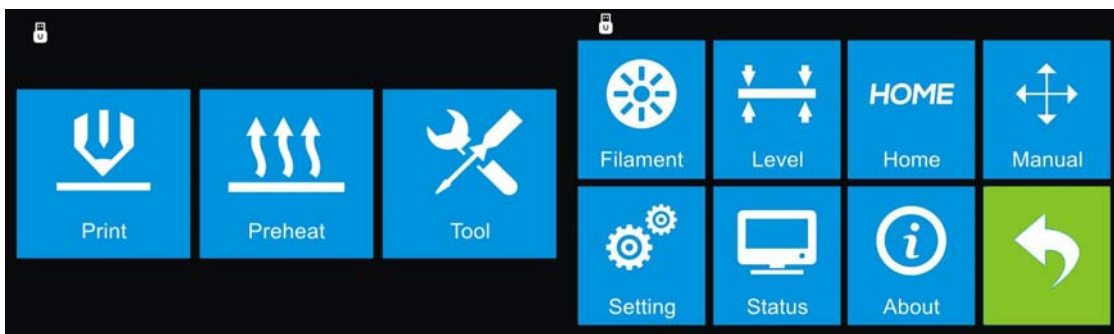 U
U
Print Preheat Tool
HOME
Filament Level Home Manual
i
Setting Status About